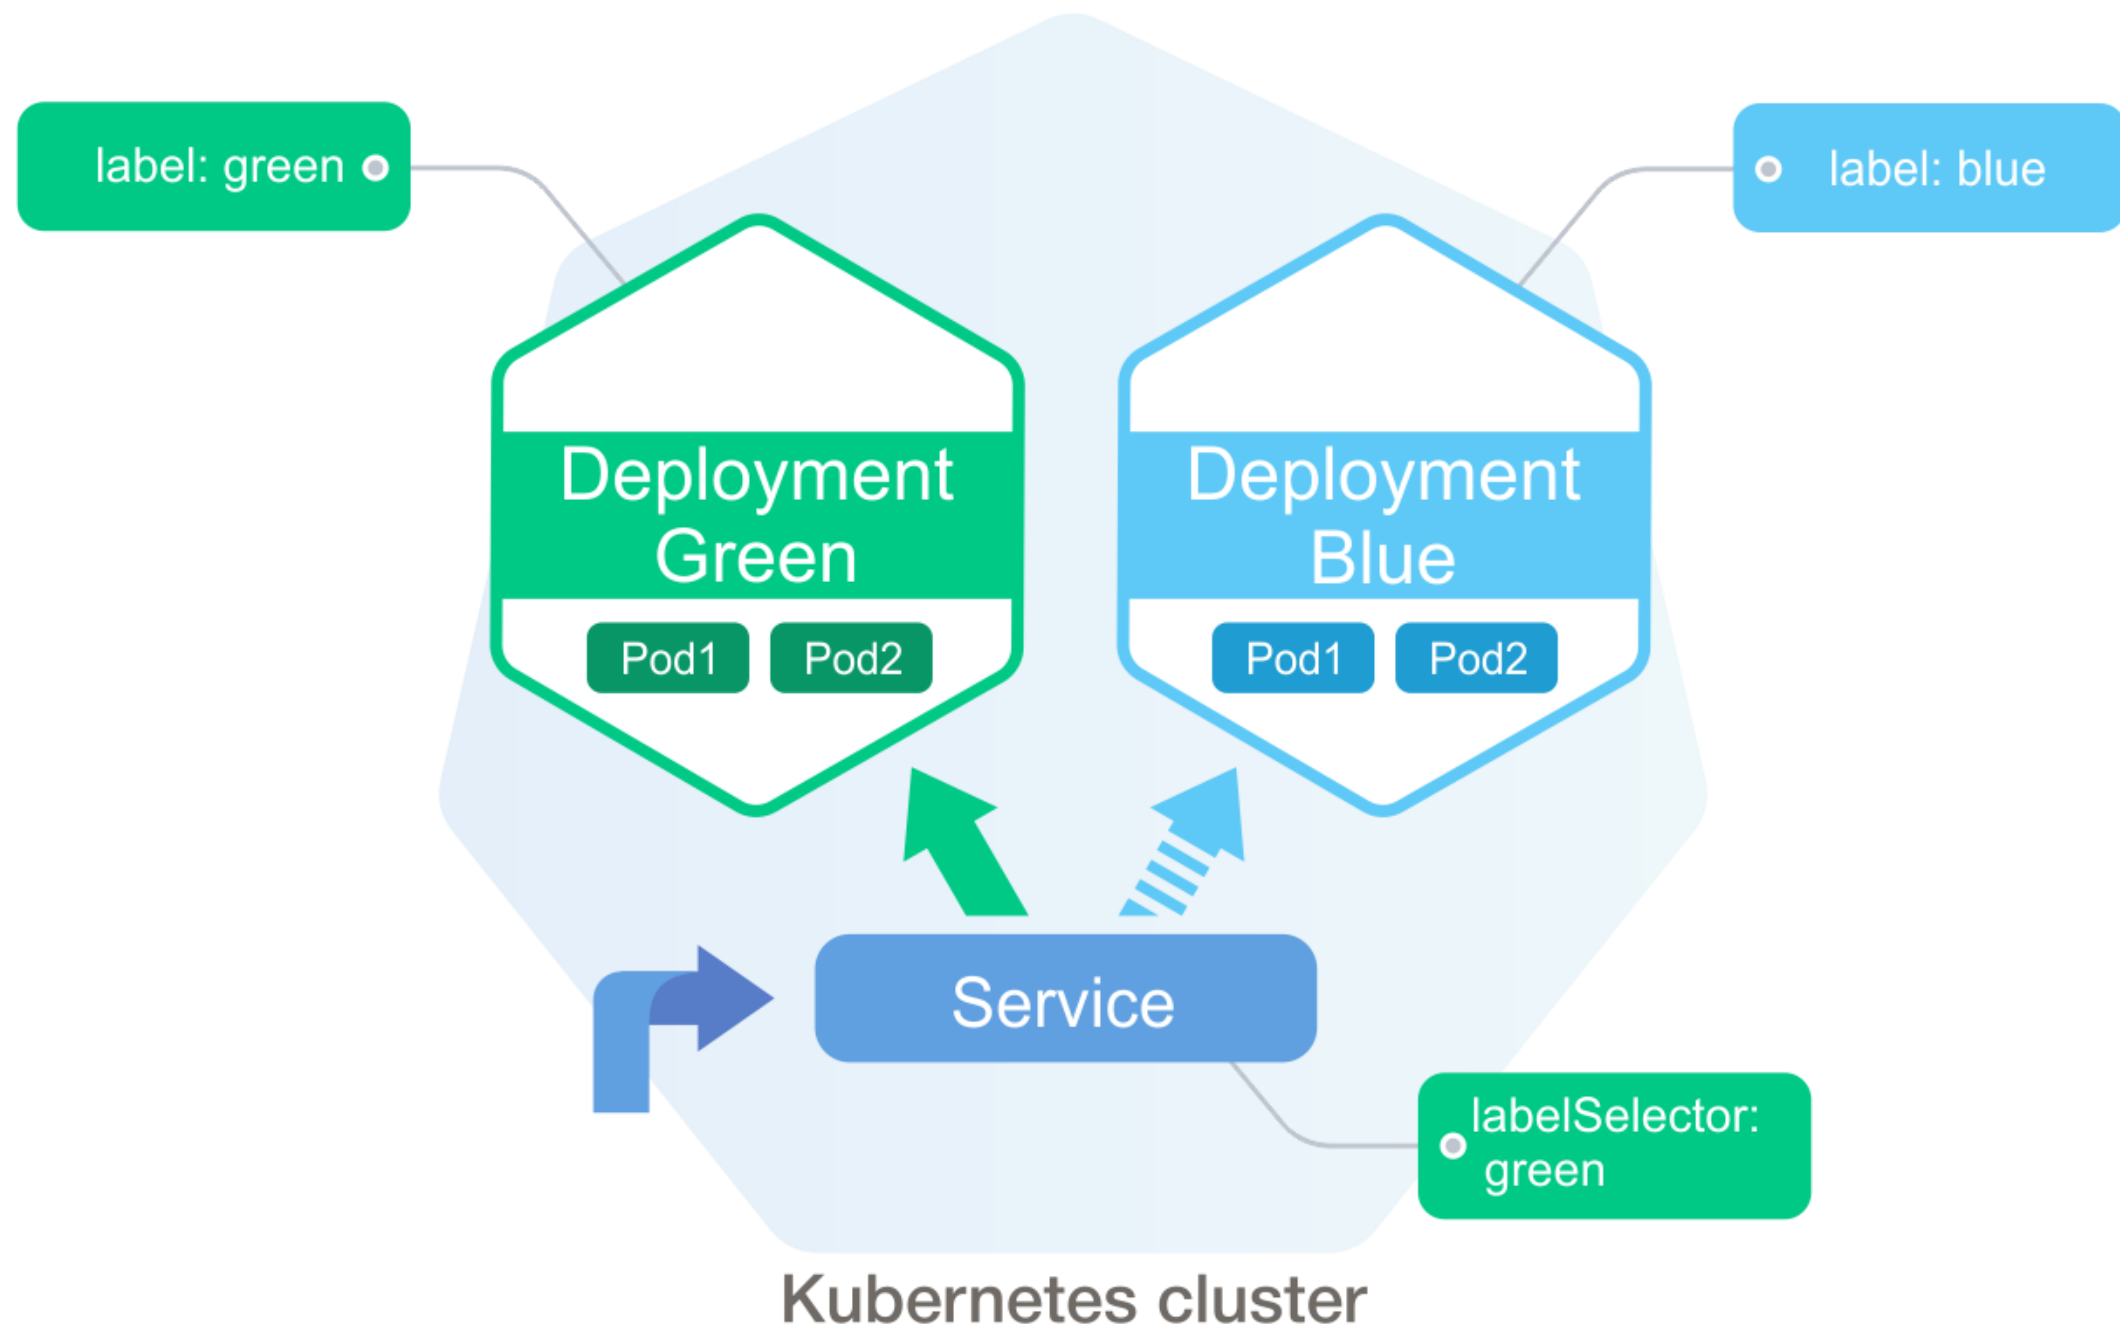 label: green
label: blue
Deployment
Green
Pod1 Pod2
Deployment
Blue
Pod1 Pod2
Service
labelSelector:
green
Kubernetes cluster